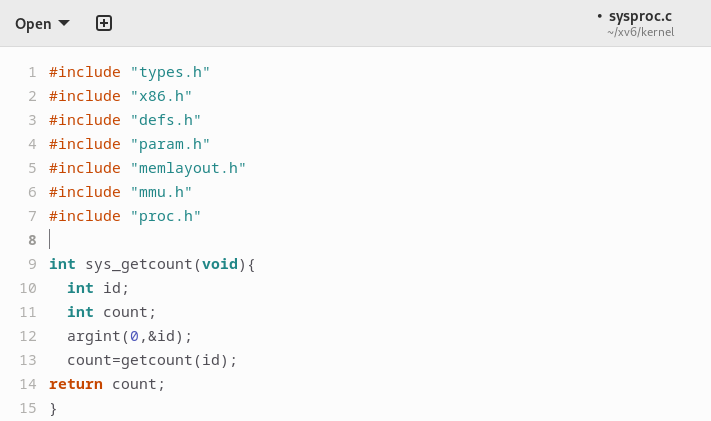 Open
• sysproc.c
~/xv6/kernel
1 #include "types.h"
2 #include "x86.h"
3 #include "defs.h"
4 #include "param.h"
5 #include "memlayout.h"
6 #include "mmu.h"
7 #include "proc.h"
8
9 int sys_getcount(void){
10   int id;
11   int count;
12   argint(0,&id);
13   count=getcount(id);
14 return count;
15 }